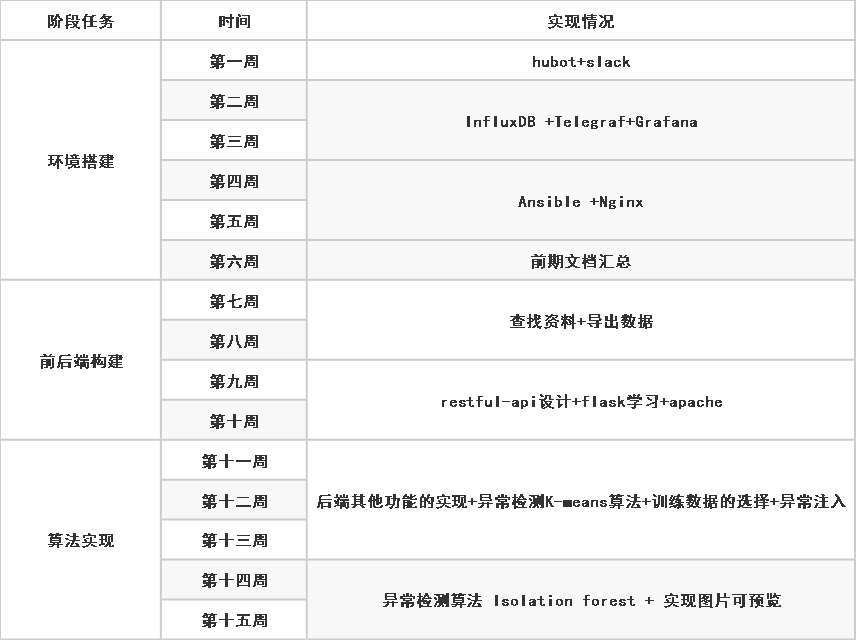 阶段任务 时间 实现情况
第一周 hubot+slack
第二周
InfluxDB +Telegraf+Grafana
第三周
环境搭建
第四周
Ansible +Nginx
第五周
第六周 前期文档汇总
第七周
查找资料+导出数据
第八周
前后端构建
第九周
restful-api设计+flask学习+apache
第十周
第十一周
第十二周 后端其他功能的实现+异常检测K-means算法+训练数据的选择+异常注入
第十三周
算法实现
第十四周
异常检测算法 Isolation forest + 实现图片可预览
第十五周